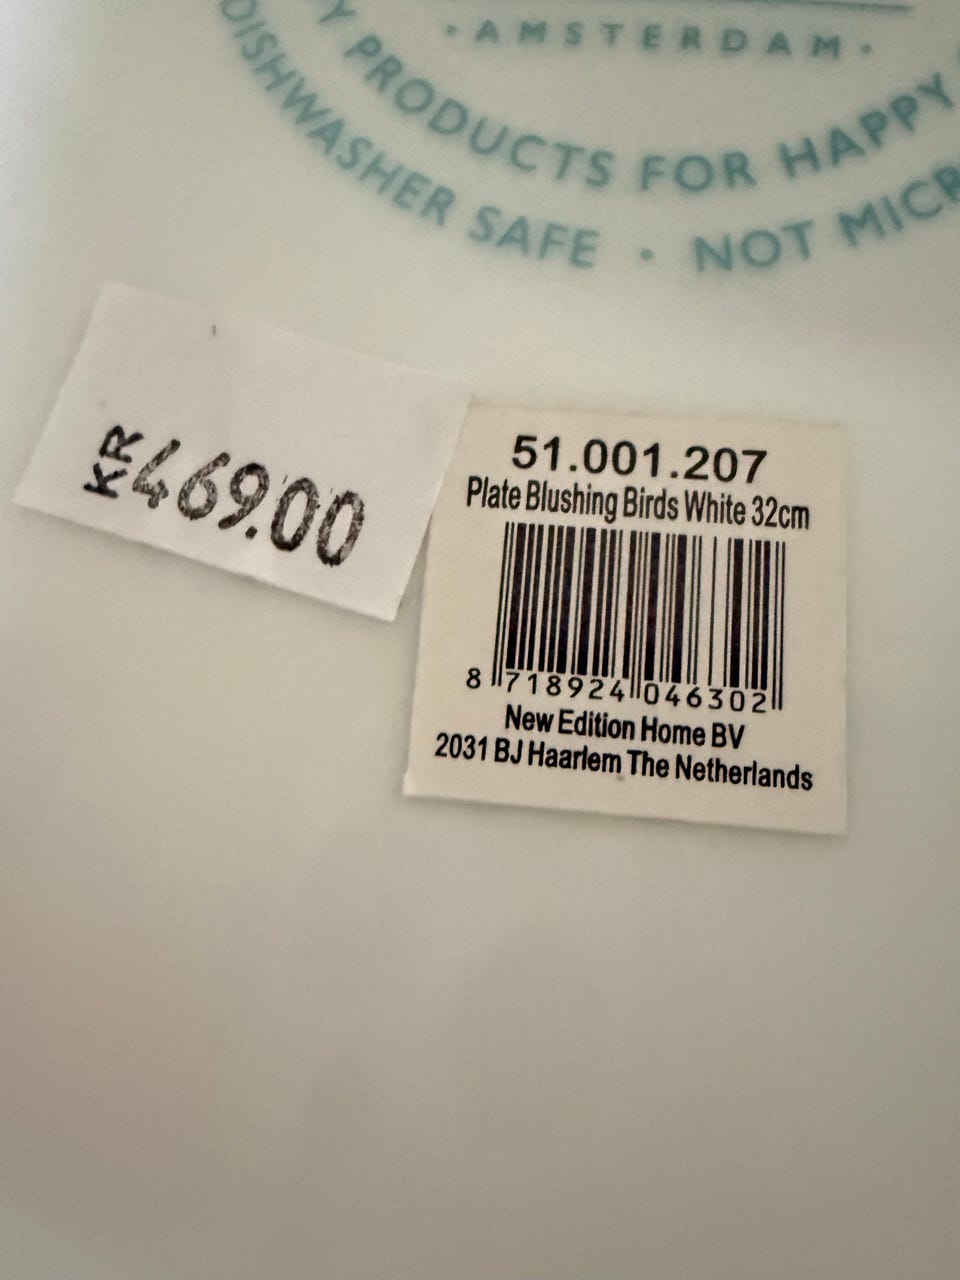 · AMSTERDAM ·
PRODUCTS FOR HAPPY
DISHWASHER SAFE · NOT
KR 469.00
51.001.207
Plate Blushing Birds White 32cm
8 718924 046302
New Edition Home BV
2031 BJ Haarlem The Netherlands